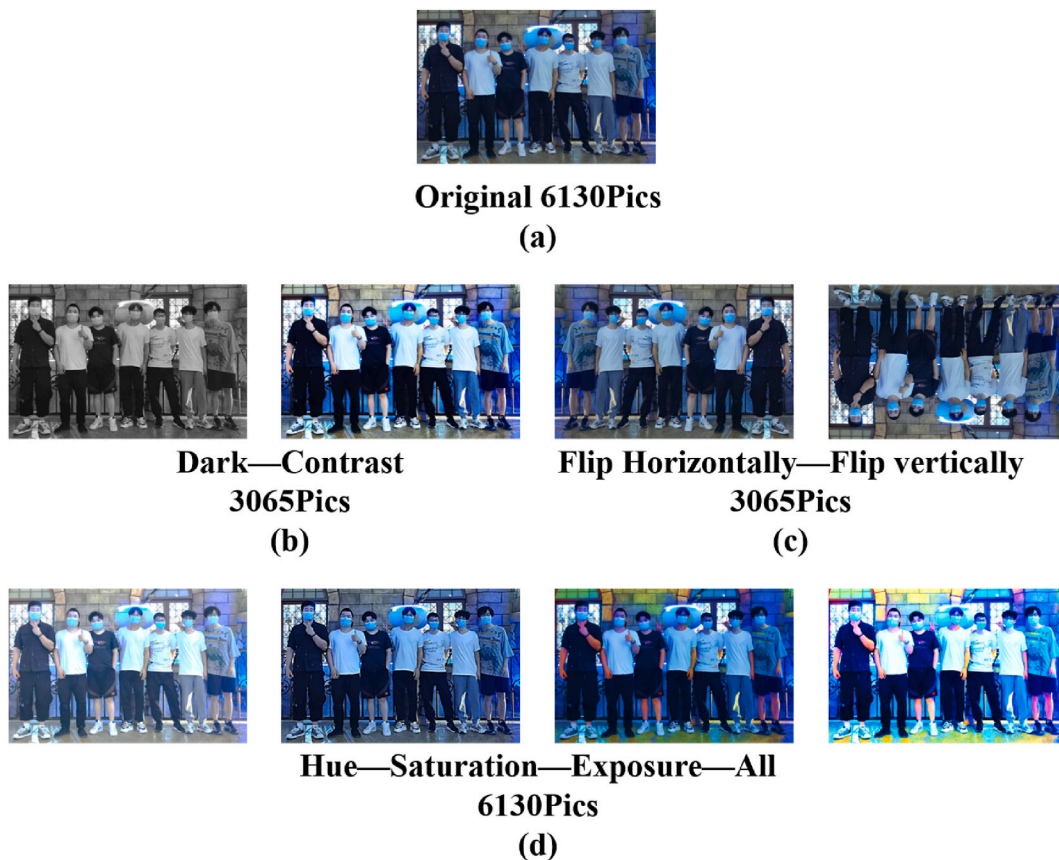 Original 6130Pics
(a)
Dark—Contrast
3065Pics
(b)
Flip Horizontally—Flip vertically
3065Pics
(c)
Hue—Saturation—Exposure—All
6130Pics
(d)